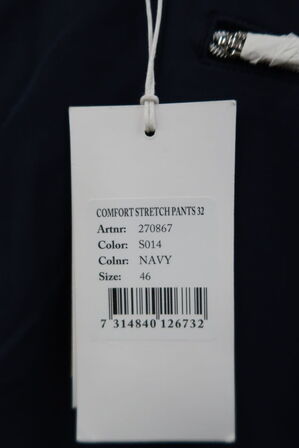 COMFORT STRETCH PANTS 32
Artnr: 270867
Color: S014
Colnr: NAVY
Size: 46
7 314840 126732